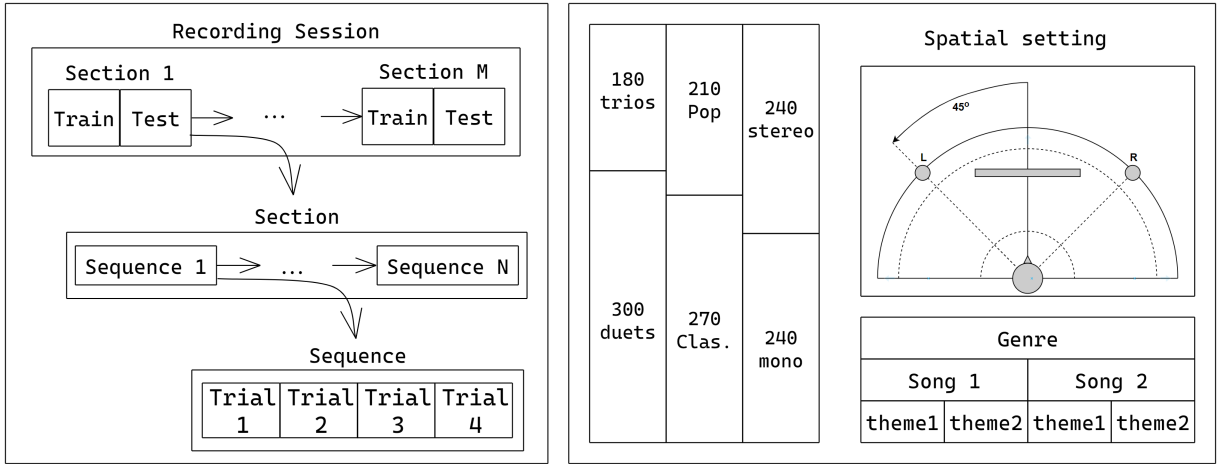 Recording Session
Section 1
Section M
Train Test ... Train Test
Section
Sequence 1 ... Sequence N
Sequence
Trial Trial Trial Trial
1 2 3 4
180
trios
300
duets
210
Pop
270
Clas.
240
stereo
240
mono
Spatial setting
45º
L
R
Genre
Song 1 Song 2
theme1 theme2 theme1 theme2